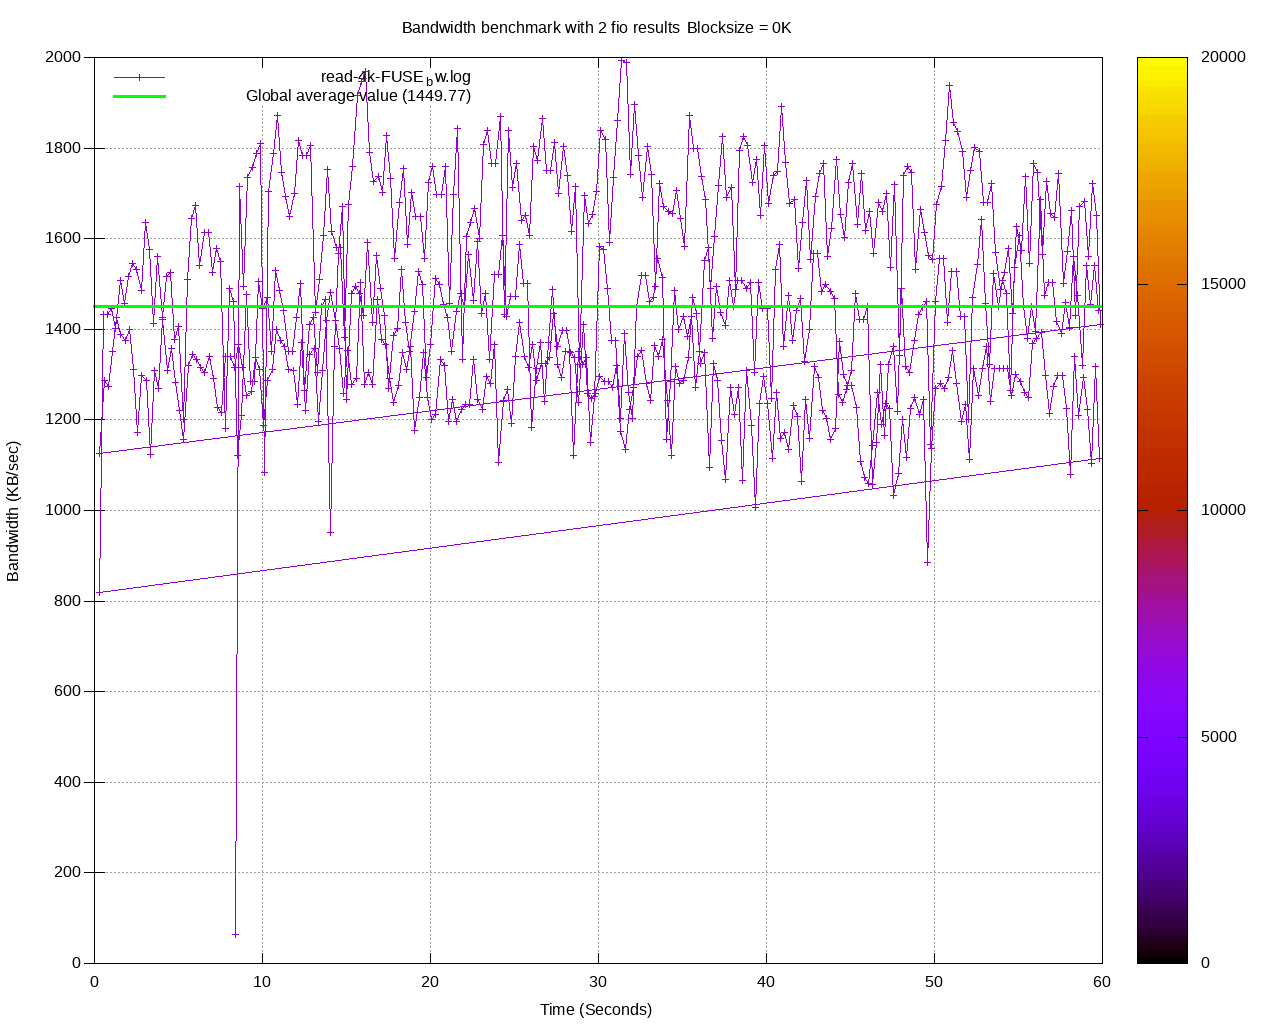 Bandwidth benchmark with 2 fio results Blocksize = 0K
read-4k-FUSE_bw.log
Global average value (1449.77)
2000
1800
1600
1400
1200
1000
800
600
400
200
0
Bandwidth (KB/sec)
0 10 20 30 40 50 60
Time (Seconds)
20000
15000
10000
5000
0